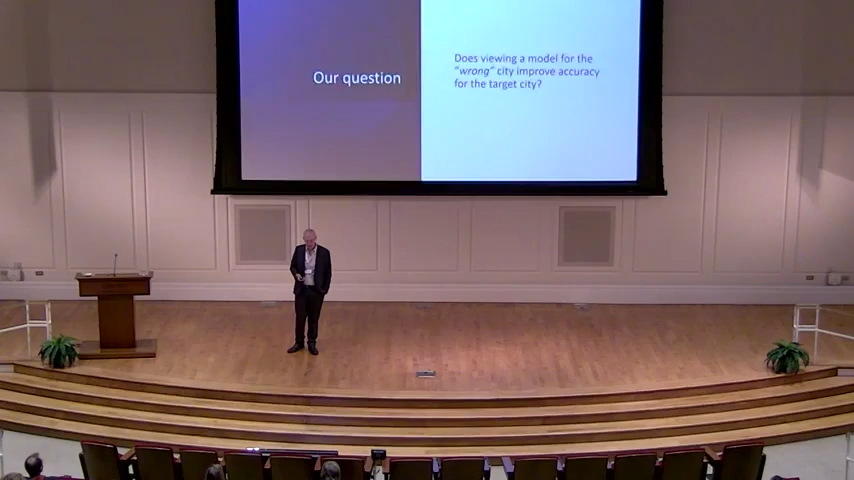 Our question
Does viewing a model for the
"wrong" city improve accuracy
for the target city?